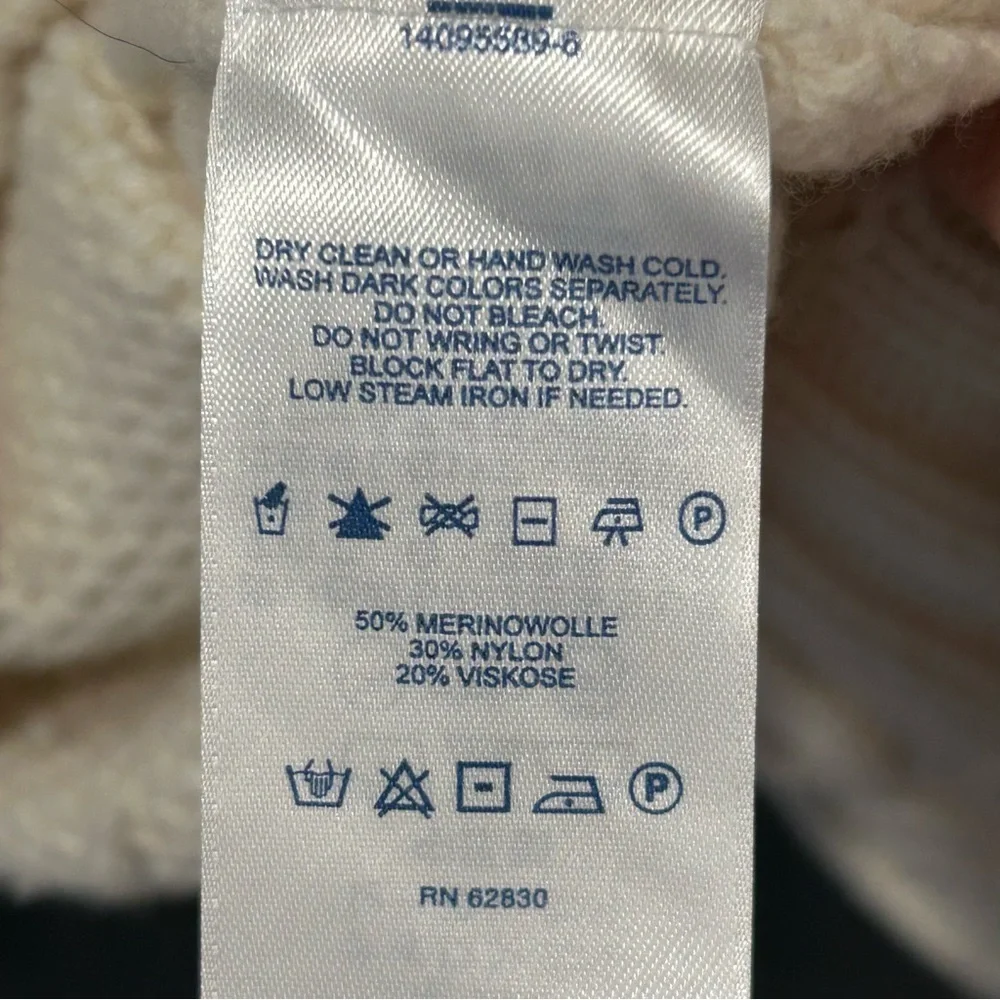 14095589-6
DRY CLEAN OR HAND WASH COLD.
WASH DARK COLORS SEPARATELY.
DO NOT BLEACH.
DO NOT WRING OR TWIST.
BLOCK FLAT TO DRY.
LOW STEAM IRON IF NEEDED.
P
50% MERINOWOLLE
30% NYLON
20% VISKOSE
P
RN 62830